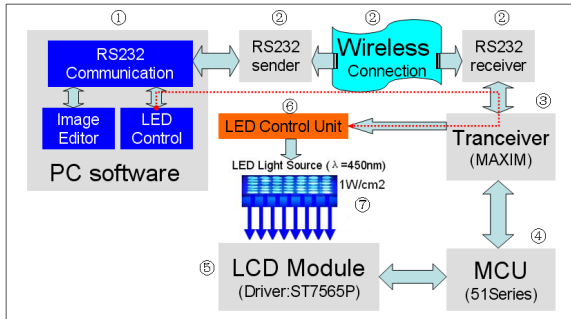 ①
②
②
②
RS232
Communication
RS232
sender
Wireless
Connection
RS232
receiver
Image
Editor
LED
Control
PC software
⑥
LED Control Unit
③
Tranceiver
(MAXIM)
LED Light Source (λ=450nm)
1W/cm2
⑦
④
⑤
LCD Module
(Driver:ST7565P)
MCU
(51Series)